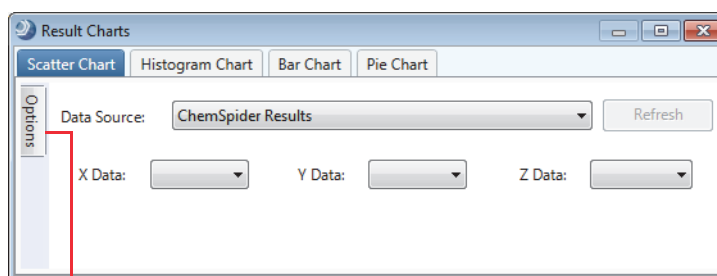 Result Charts
Scatter Chart Histogram Chart Bar Chart Pie Chart
Options
Data Source: ChemSpider Results Refresh
X Data: Y Data: Z Data: